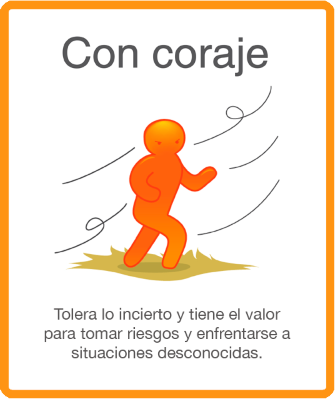 Con coraje
Tolera lo incierto y tiene el valor
para tomar riesgos y enfrentarse a
situaciones desconocidas.